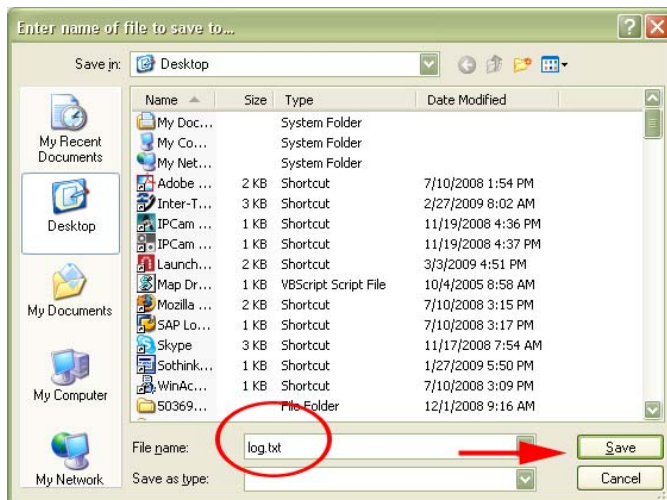 Enter name of file to save to...
Save in: Desktop
Name Size Type Date Modified
My Doc... System Folder
My Co... System Folder
My Net... System Folder
Adobe ... 2 KB Shortcut 7/10/2008 1:54 PM
Inter-T... 3 KB Shortcut 2/27/2009 8:02 AM
IPCam ... 1 KB Shortcut 11/19/2008 4:36 PM
IPCam ... 1 KB Shortcut 11/19/2008 4:37 PM
Launch... 2 KB Shortcut 3/3/2009 4:51 PM
Map Dr... 1 KB VBScript Script File 10/4/2005 8:58 AM
Mozilla ... 2 KB Shortcut 7/10/2008 3:15 PM
SAP Lo... 1 KB Shortcut 7/10/2008 3:17 PM
Skype 3 KB Shortcut 11/17/2008 7:54 AM
Sothink... 1 KB Shortcut 1/27/2009 5:50 PM
WinAc... 1 KB Shortcut 7/10/2008 3:09 PM
50369... File Folder 12/1/2008 9:16 AM
My Recent
Documents
Desktop
My Documents
My Computer
My Network
File name: log.txt Save
Save as type: Cancel